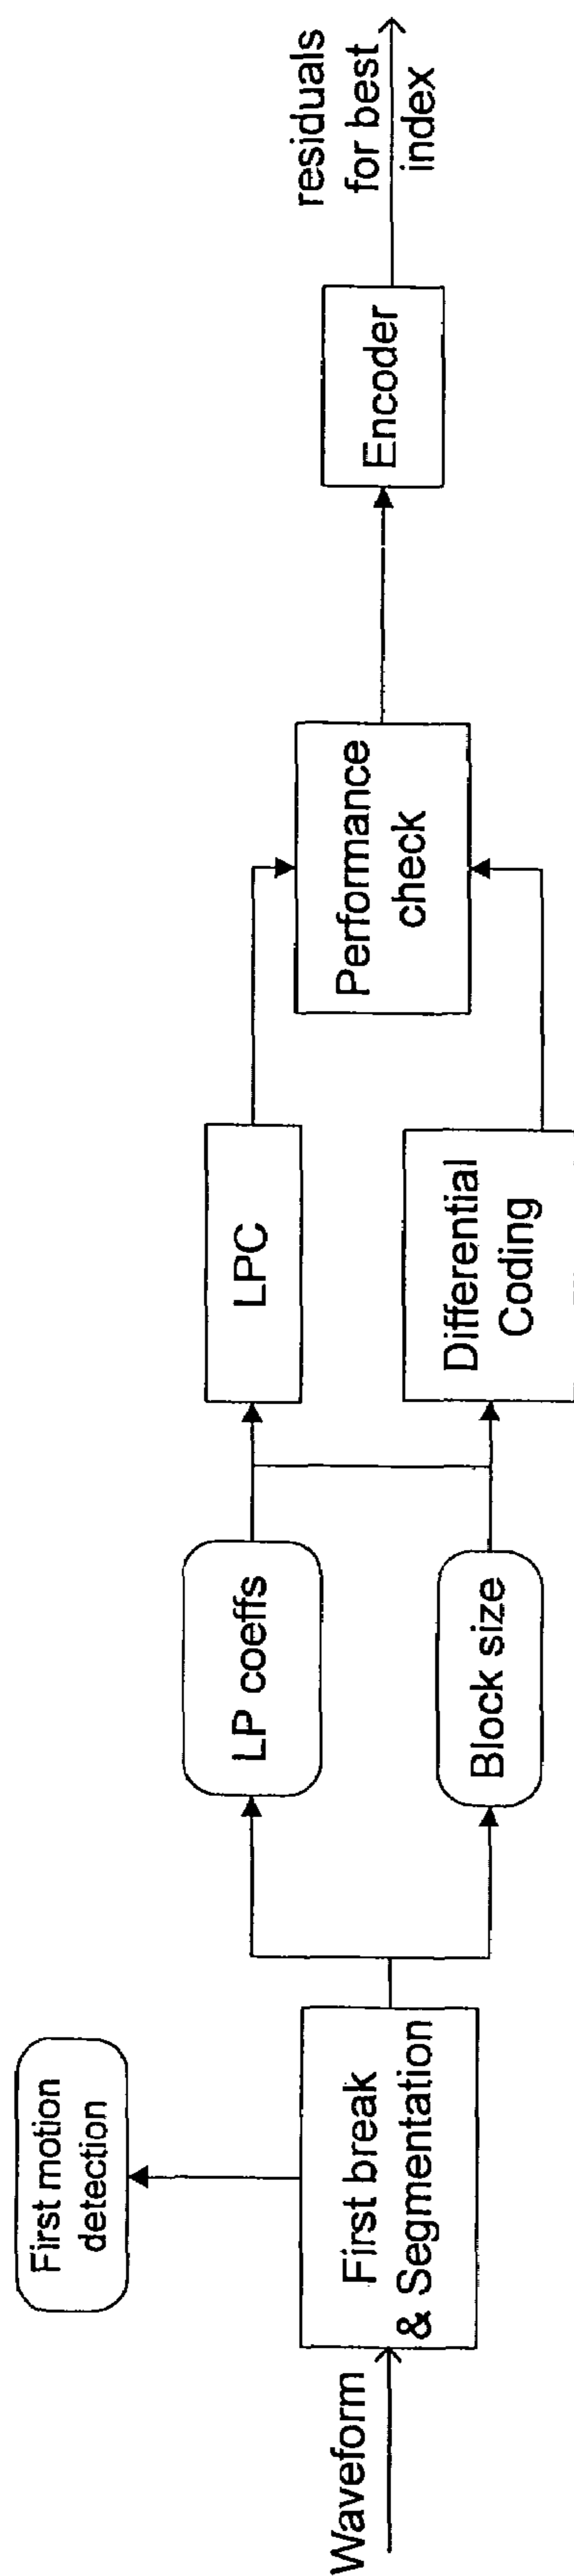 Waveform
First break
& Segmentation
First motion
detection
LP coeffs
Block size
LPC
Differential
Coding
Performance
check
Encoder
residuals
for best
index